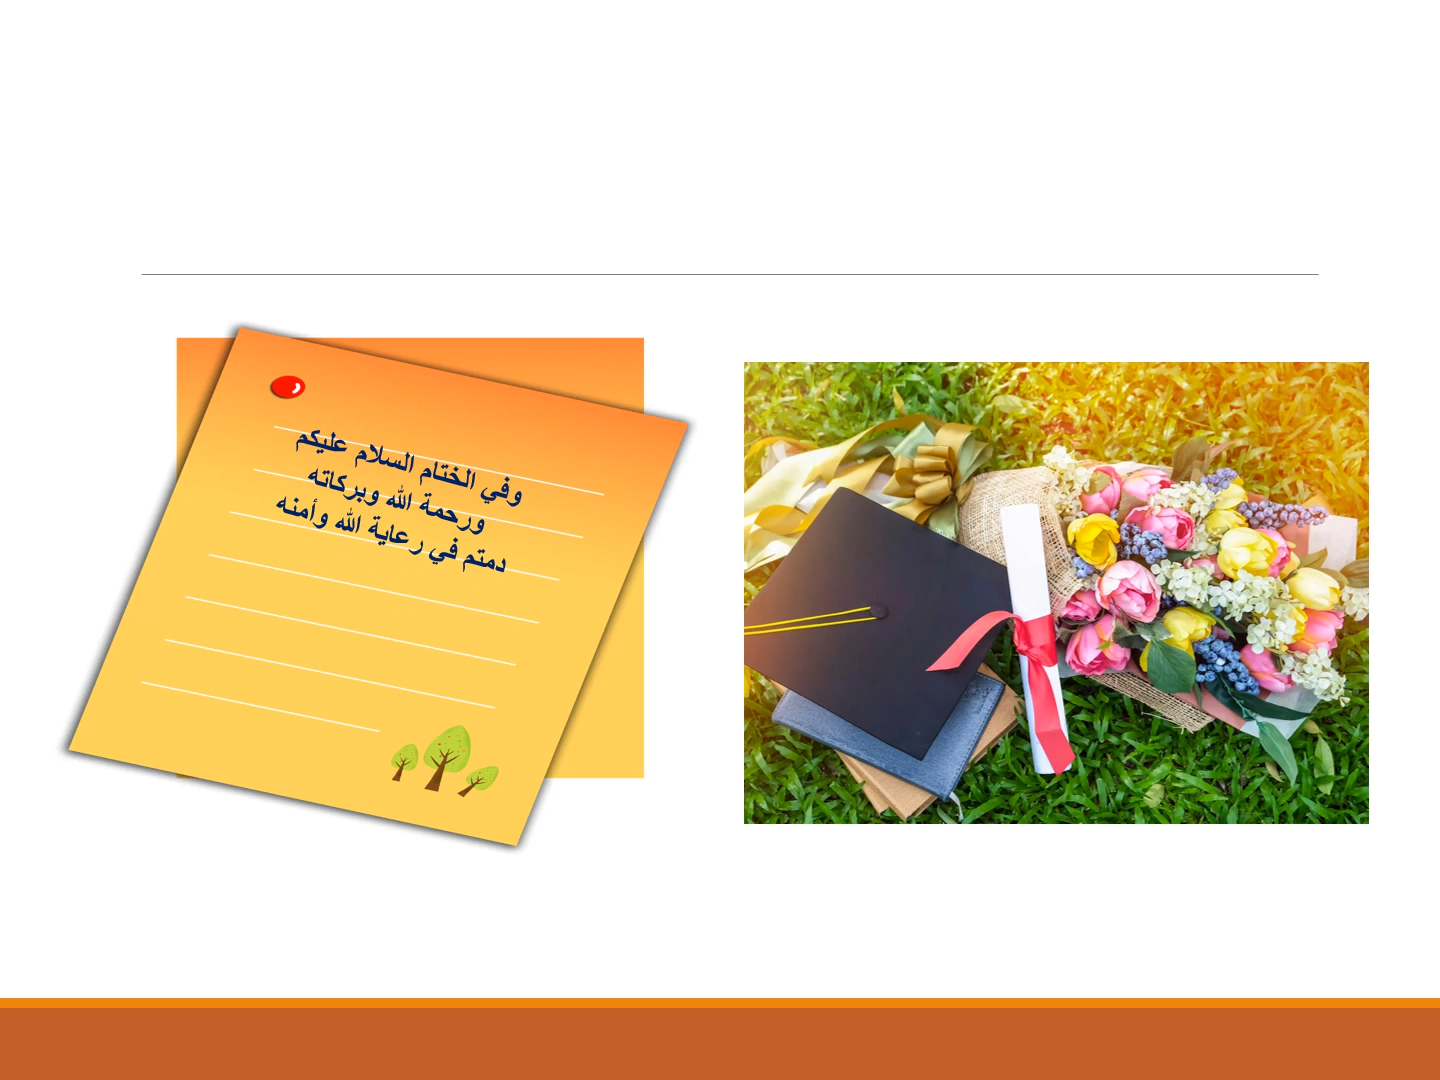 وفي الختام السلام عليكم
ورحمة الله وبركاته
دمتم في رعاية الله وأمنه